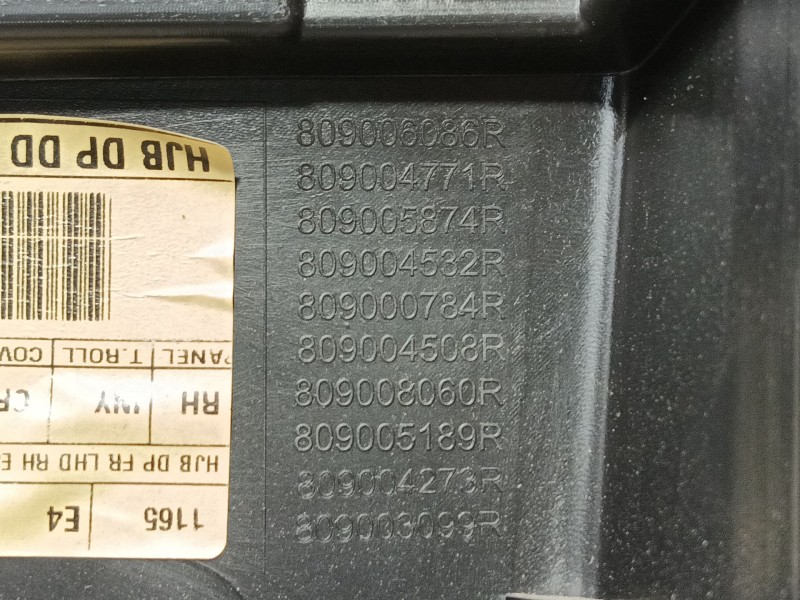 809006086R
809004771R
809005874R
809004532R
809000784R
809004508R
809008060R
809005189R
809004273R
809003099R
1165 E4
HJB DP FR LHD RH E
RH
PANEL T.ROLL COV
HJB DP DD